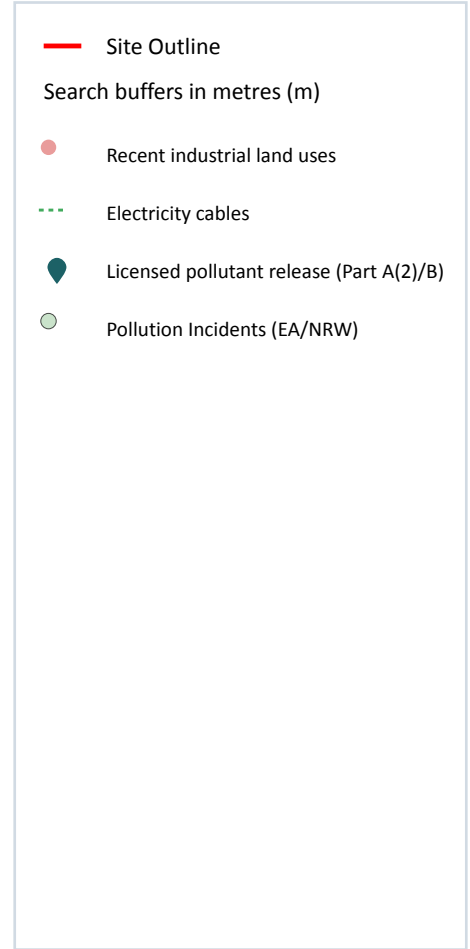 Site Outline
Search buffers in metres (m)
Recent industrial land uses
Electricity cables
Licensed pollutant release (Part A(2)/B)
Pollution Incidents (EA/NRW)